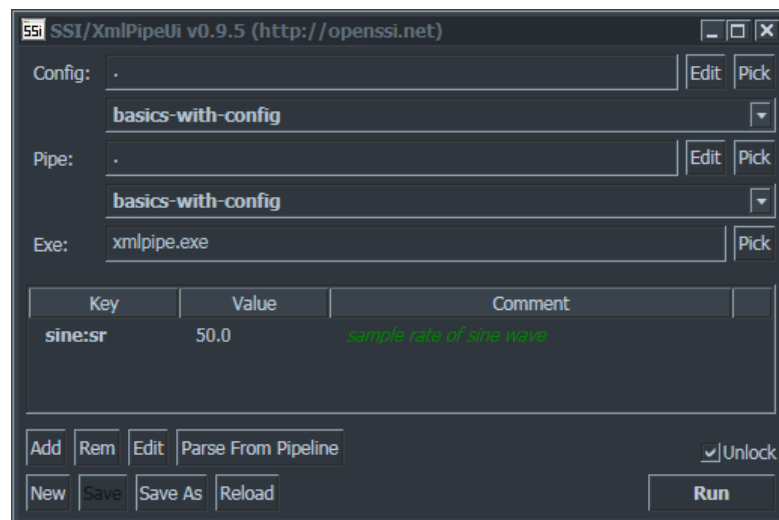 SSI SSI/XmlPipeUi v0.9.5 (http://openssi.net)
Config: . Edit Pick
basics-with-config
Pipe: . Edit Pick
basics-with-config
Exe: xmlpipe.exe Pick
Key Value Comment
sine:sr 50.0 sample rate of sine wave
Add Rem Edit Parse From Pipeline Unlock
New Save Save As Reload Run